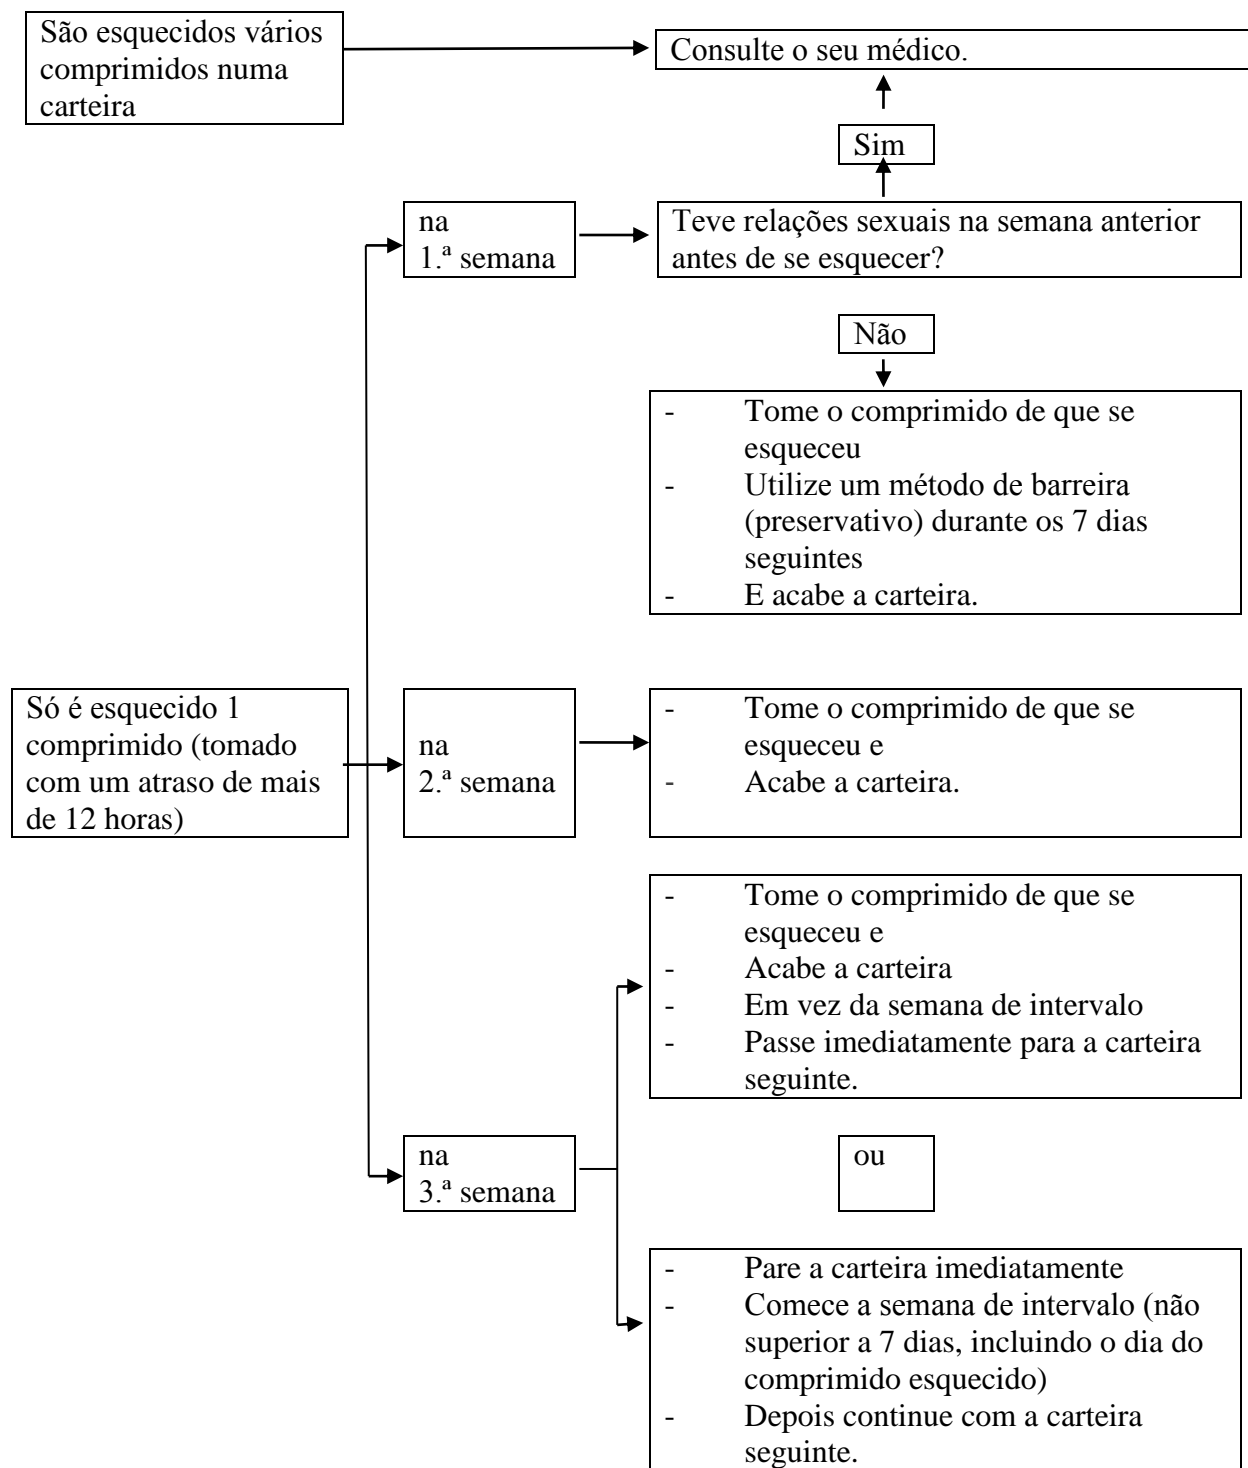 São esquecidos vários
comprimidos numa
carteira
Consulte o seu médico.
Sim
na
1.ª semana
Teve relações sexuais na semana anterior
antes de se esquecer?
Não
- Tome o comprimido de que se
esqueceu
- Utilize um método de barreira
(preservativo) durante os 7 dias
seguintes
- E acabe a carteira.
Só é esquecido 1
comprimido (tomado
com um atraso de mais
de 12 horas)
na
2.ª semana
- Tome o comprimido de que se
esqueceu e
- Acabe a carteira.
- Tome o comprimido de que se
esqueceu e
- Acabe a carteira
- Em vez da semana de intervalo
- Passe imediatamente para a carteira
seguinte.
na
3.ª semana
ou
- Pare a carteira imediatamente
- Comece a semana de intervalo (não
superior a 7 dias, incluindo o dia do
comprimido esquecido)
- Depois continue com a carteira
seguinte.